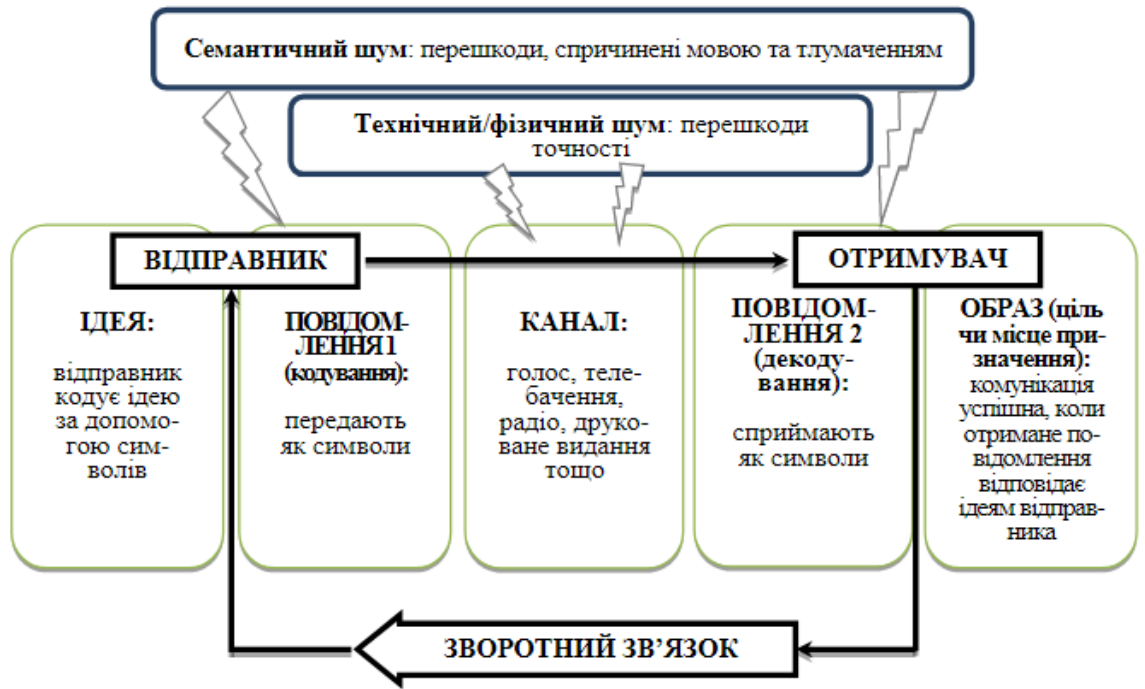 Семантичний шум: перешкоди, спричинені мовою та тлумаченням
Технічний/фізичний шум: перешкоди
точності
ВІДПРАВНИК
ОТРИМУВАЧ
ІДЕЯ:
відправник
кодує ідею
за допомо-
гою сим-
волів
ПОВІДОМ-
ЛЕННЯ 1
(кодування):
передають
як символи
КАНАЛ:
голос, теле-
бачення,
радіо, друко-
ване видання
тощо
ПОВІДОМ-
ЛЕННЯ 2
(декоду-
вання):
сприймають
як символи
ОБРАЗ (ціль
чи місце при-
значення):
комунікація
успішна, коли
отримане по-
відомлення
відповідає
ідеям відправ-
ника
ЗВОРОТНИЙ ЗВ’ЯЗОК